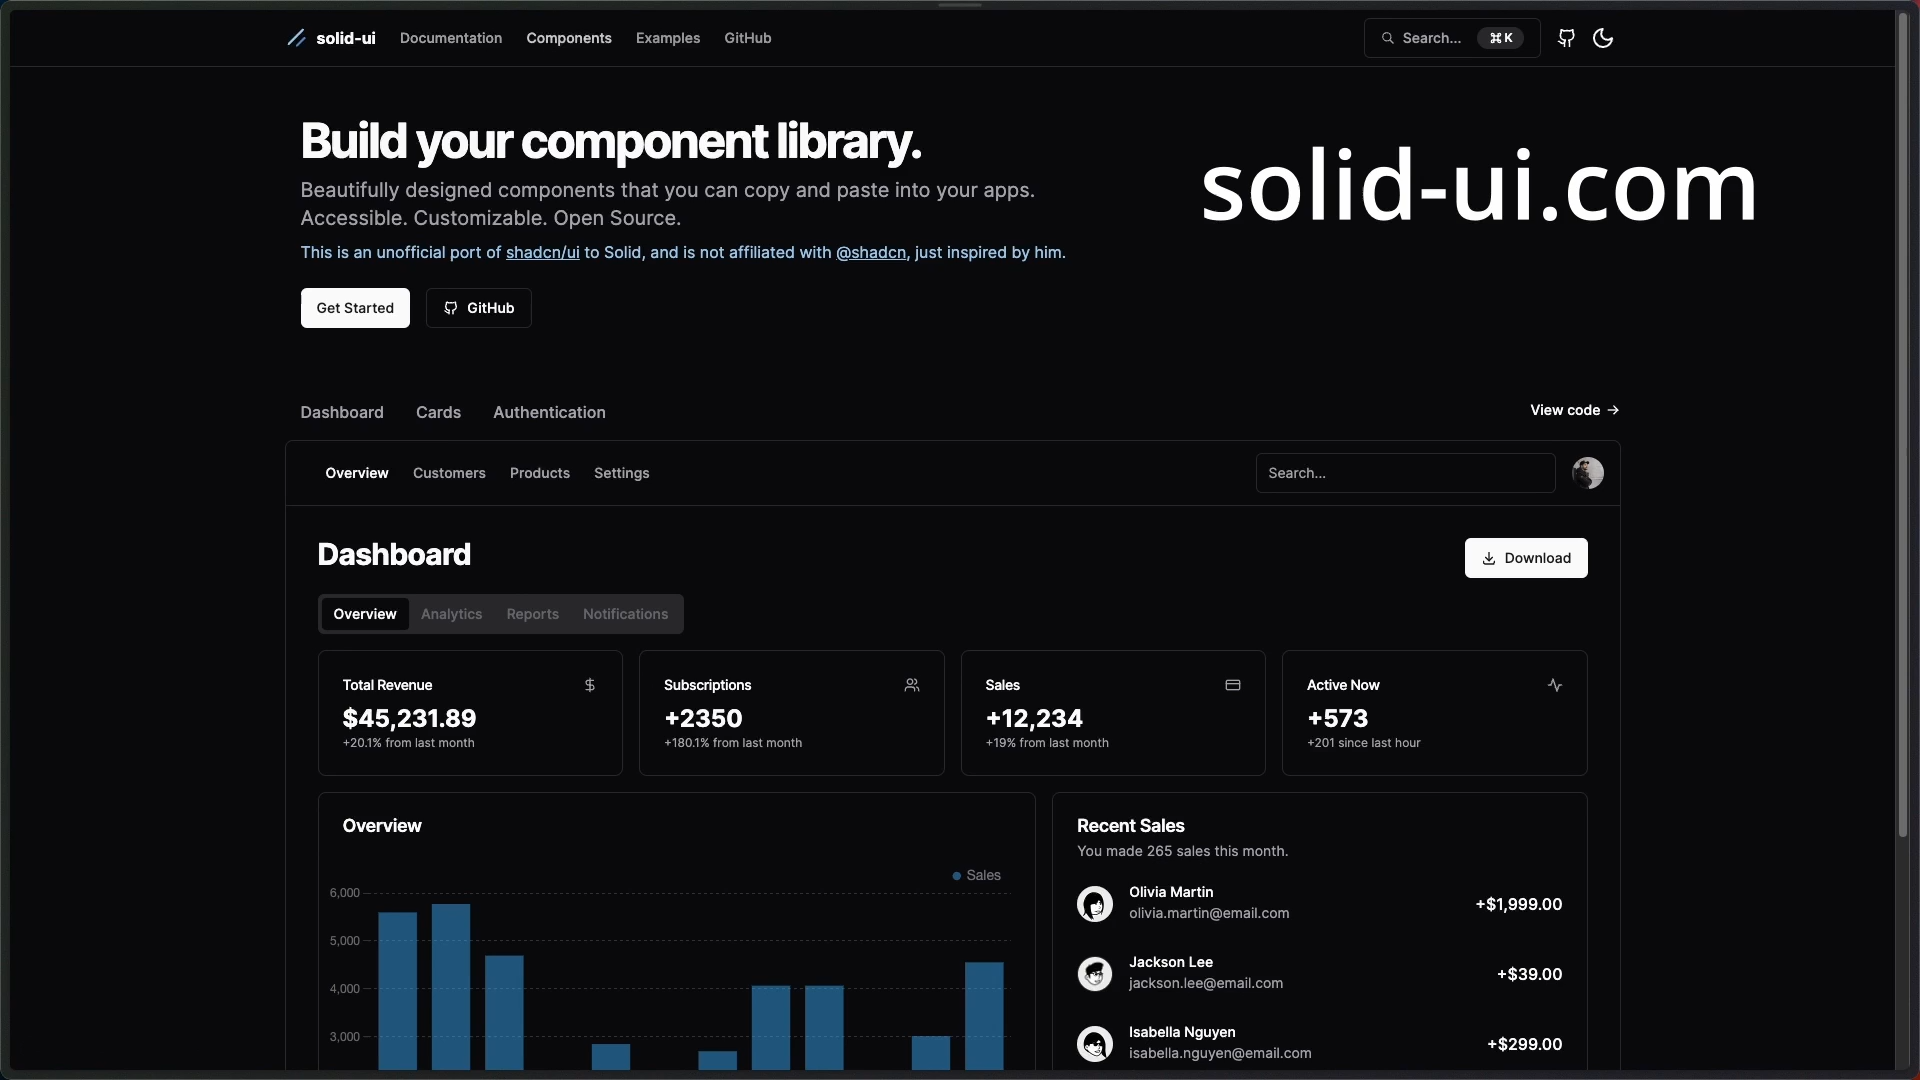 solid-ui Documentation Components Examples GitHub Search... ⌘K
Build your component library.
solid-ui.com
Beautifully designed components that you can copy and paste into your apps.
Accessible. Customizable. Open Source.
This is an unofficial port of shadcn/ui to Solid, and is not affiliated with @shadcn, just inspired by him.
Get Started GitHub
Dashboard Cards Authentication View code →
Overview Customers Products Settings Search...
Dashboard Download
Overview Analytics Reports Notifications
Total Revenue $
$45,231.89
+20.1% from last month
Subscriptions
+2350
+180.1% from last month
Sales
+12,234
+19% from last month
Active Now
+573
+201 since last hour
Overview
Sales
6,000
5,000
4,000
3,000
Recent Sales
You made 265 sales this month.
Olivia Martin
olivia.martin@email.com
+$1,999.00
Jackson Lee
jackson.lee@email.com
+$39.00
Isabella Nguyen
isabella.nguyen@email.com
+$299.00